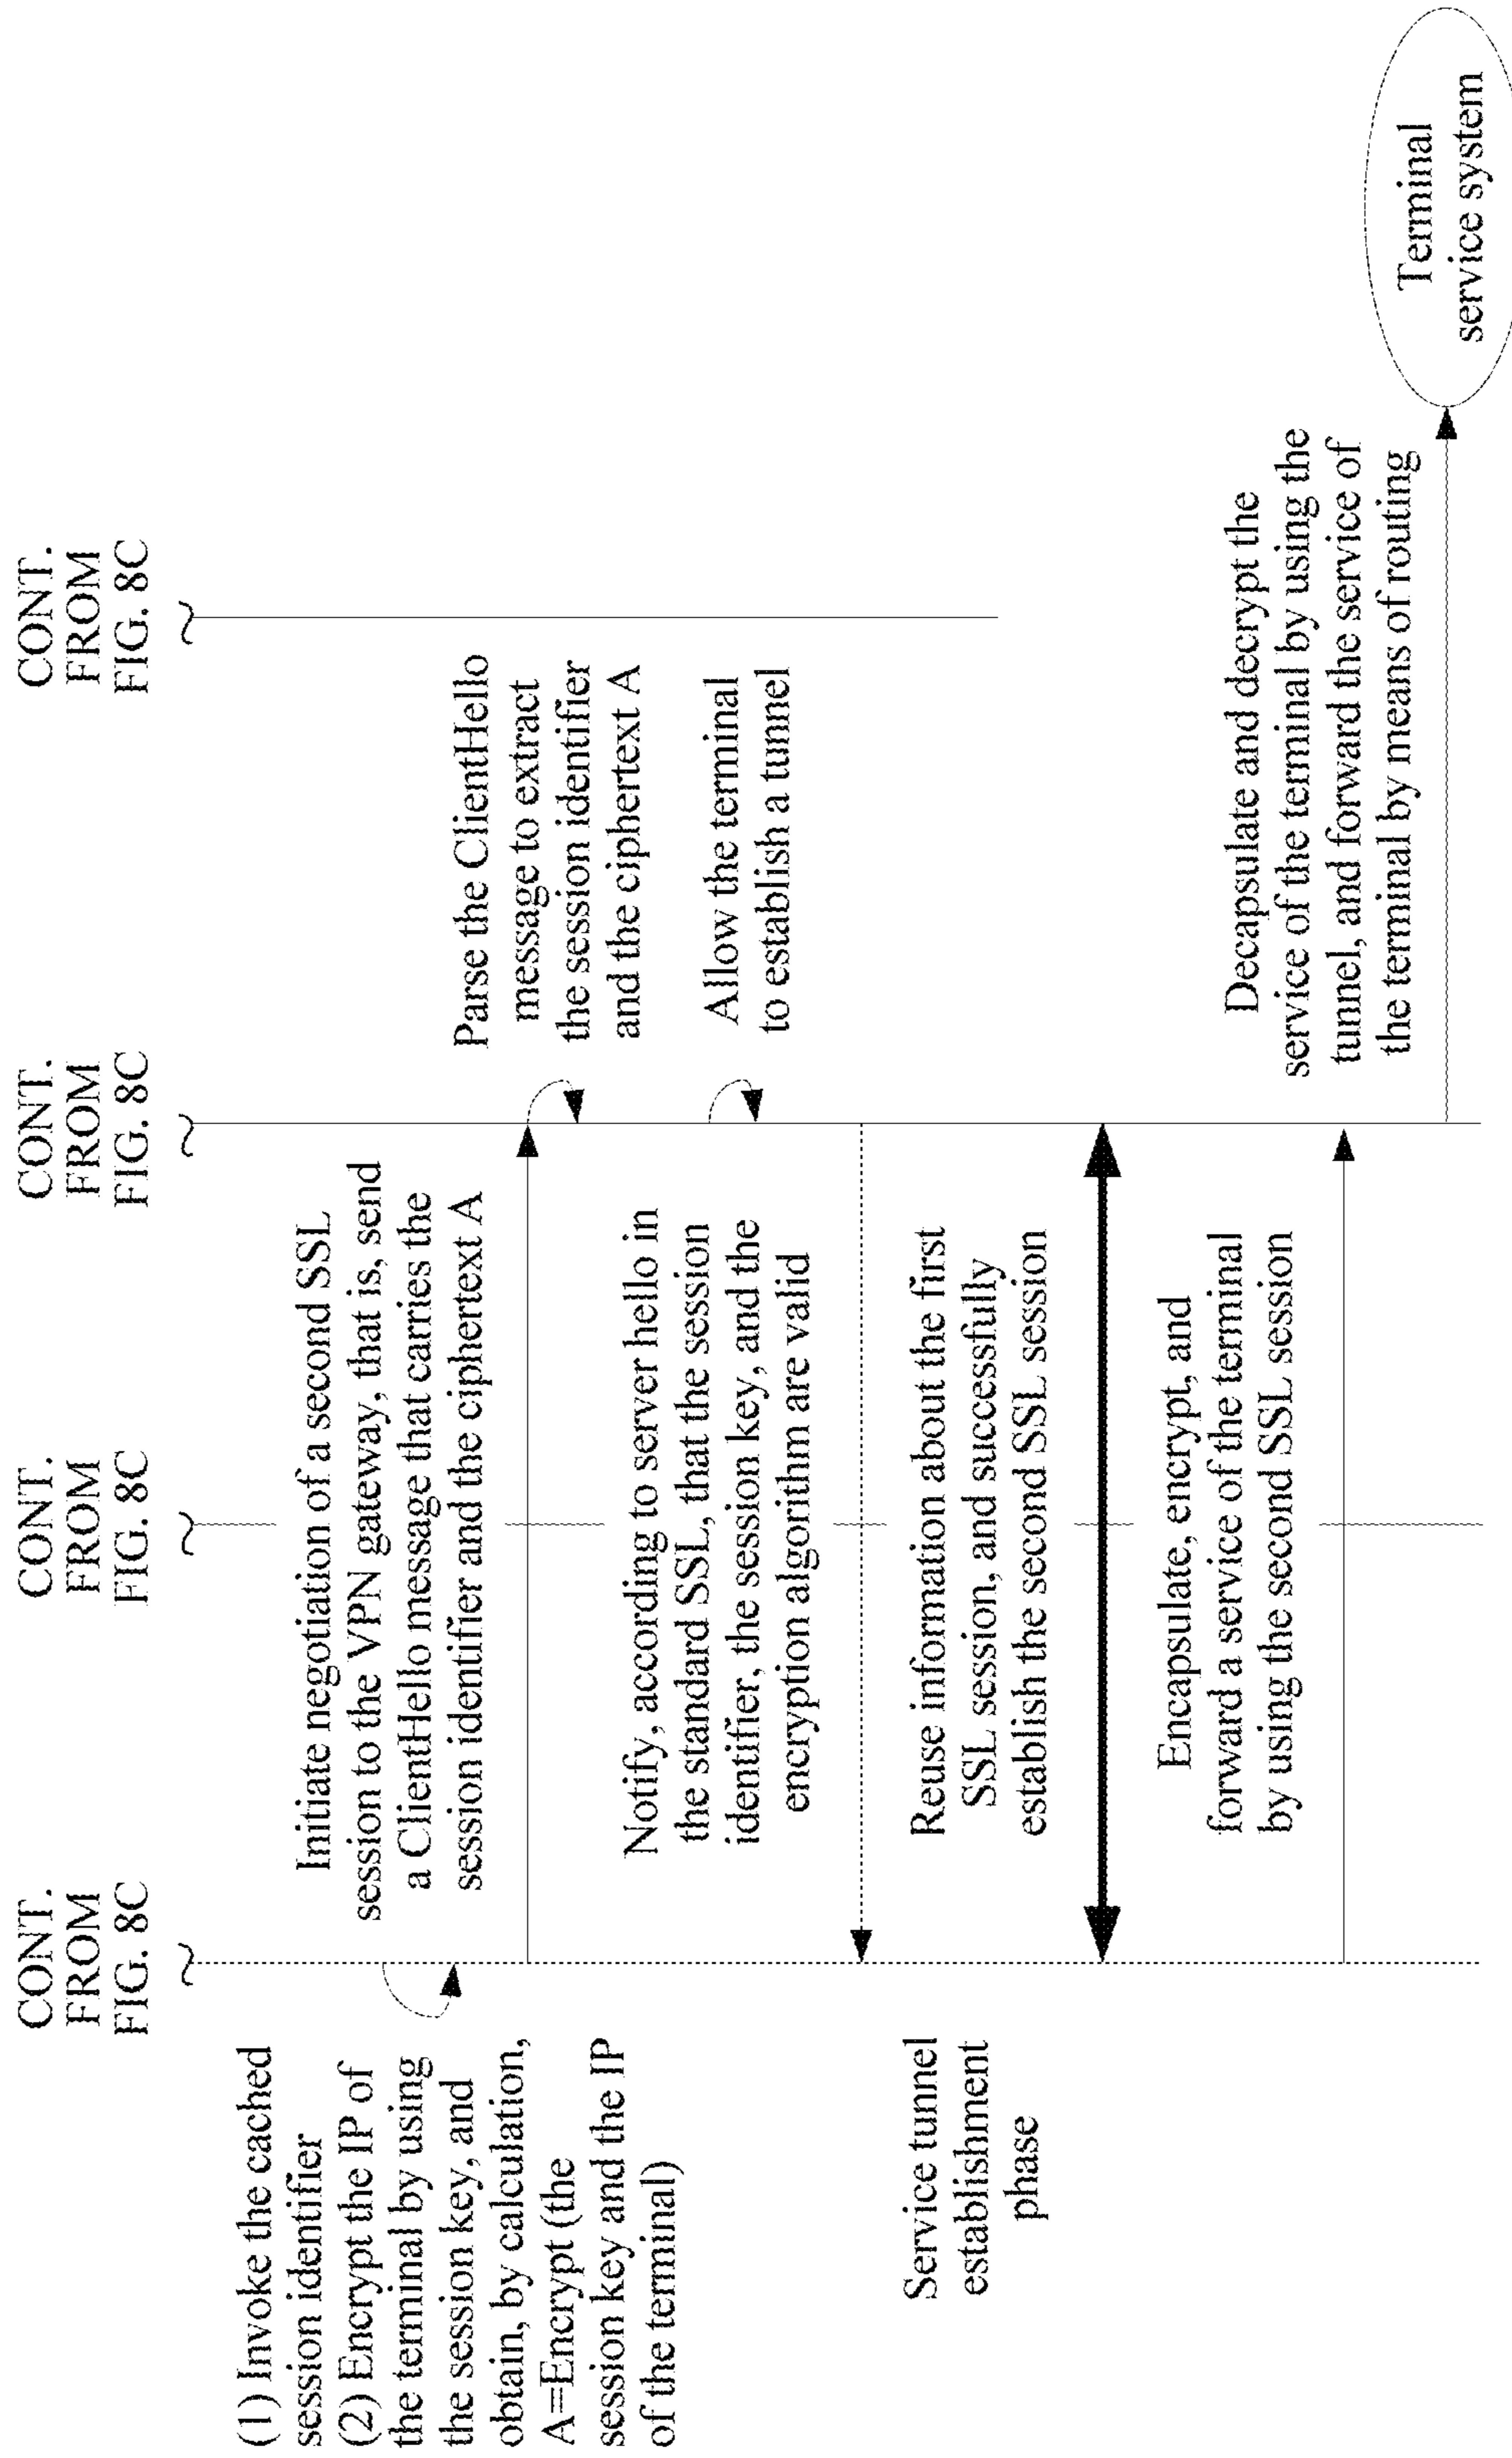 CONT.
FROM
FIG. 8C
CONT.
FROM
FIG. 8C
CONT.
FROM
FIG. 8C
CONT.
FROM
FIG. 8C
(1) Invoke the cached
session identifier
(2) Encrypt the IP of
the terminal by using
the session key, and
obtain, by calculation,
A=Encrypt (the
session key and the IP
of the terminal)
Initiate negotiation of a second SSL
session to the VPN gateway, that is, send
a ClientHello message that carries the
session identifier and the ciphertext A
Parse the ClientHello
message to extract
the session identifier
and the ciphertext A
Allow the terminal
to establish a tunnel
Notify, according to server hello in
the standard SSL, that the session
identifier, the session key, and the
encryption algorithm are valid
Service tunnel
establishment
phase
Reuse information about the first
SSL session, and successfully
establish the second SSL session
Encapsulate, encrypt, and
forward a service of the terminal
by using the second SSL session
Decapsulate and decrypt the
service of the terminal by using the
tunnel, and forward the service of
the terminal by means of routing
Terminal
service system